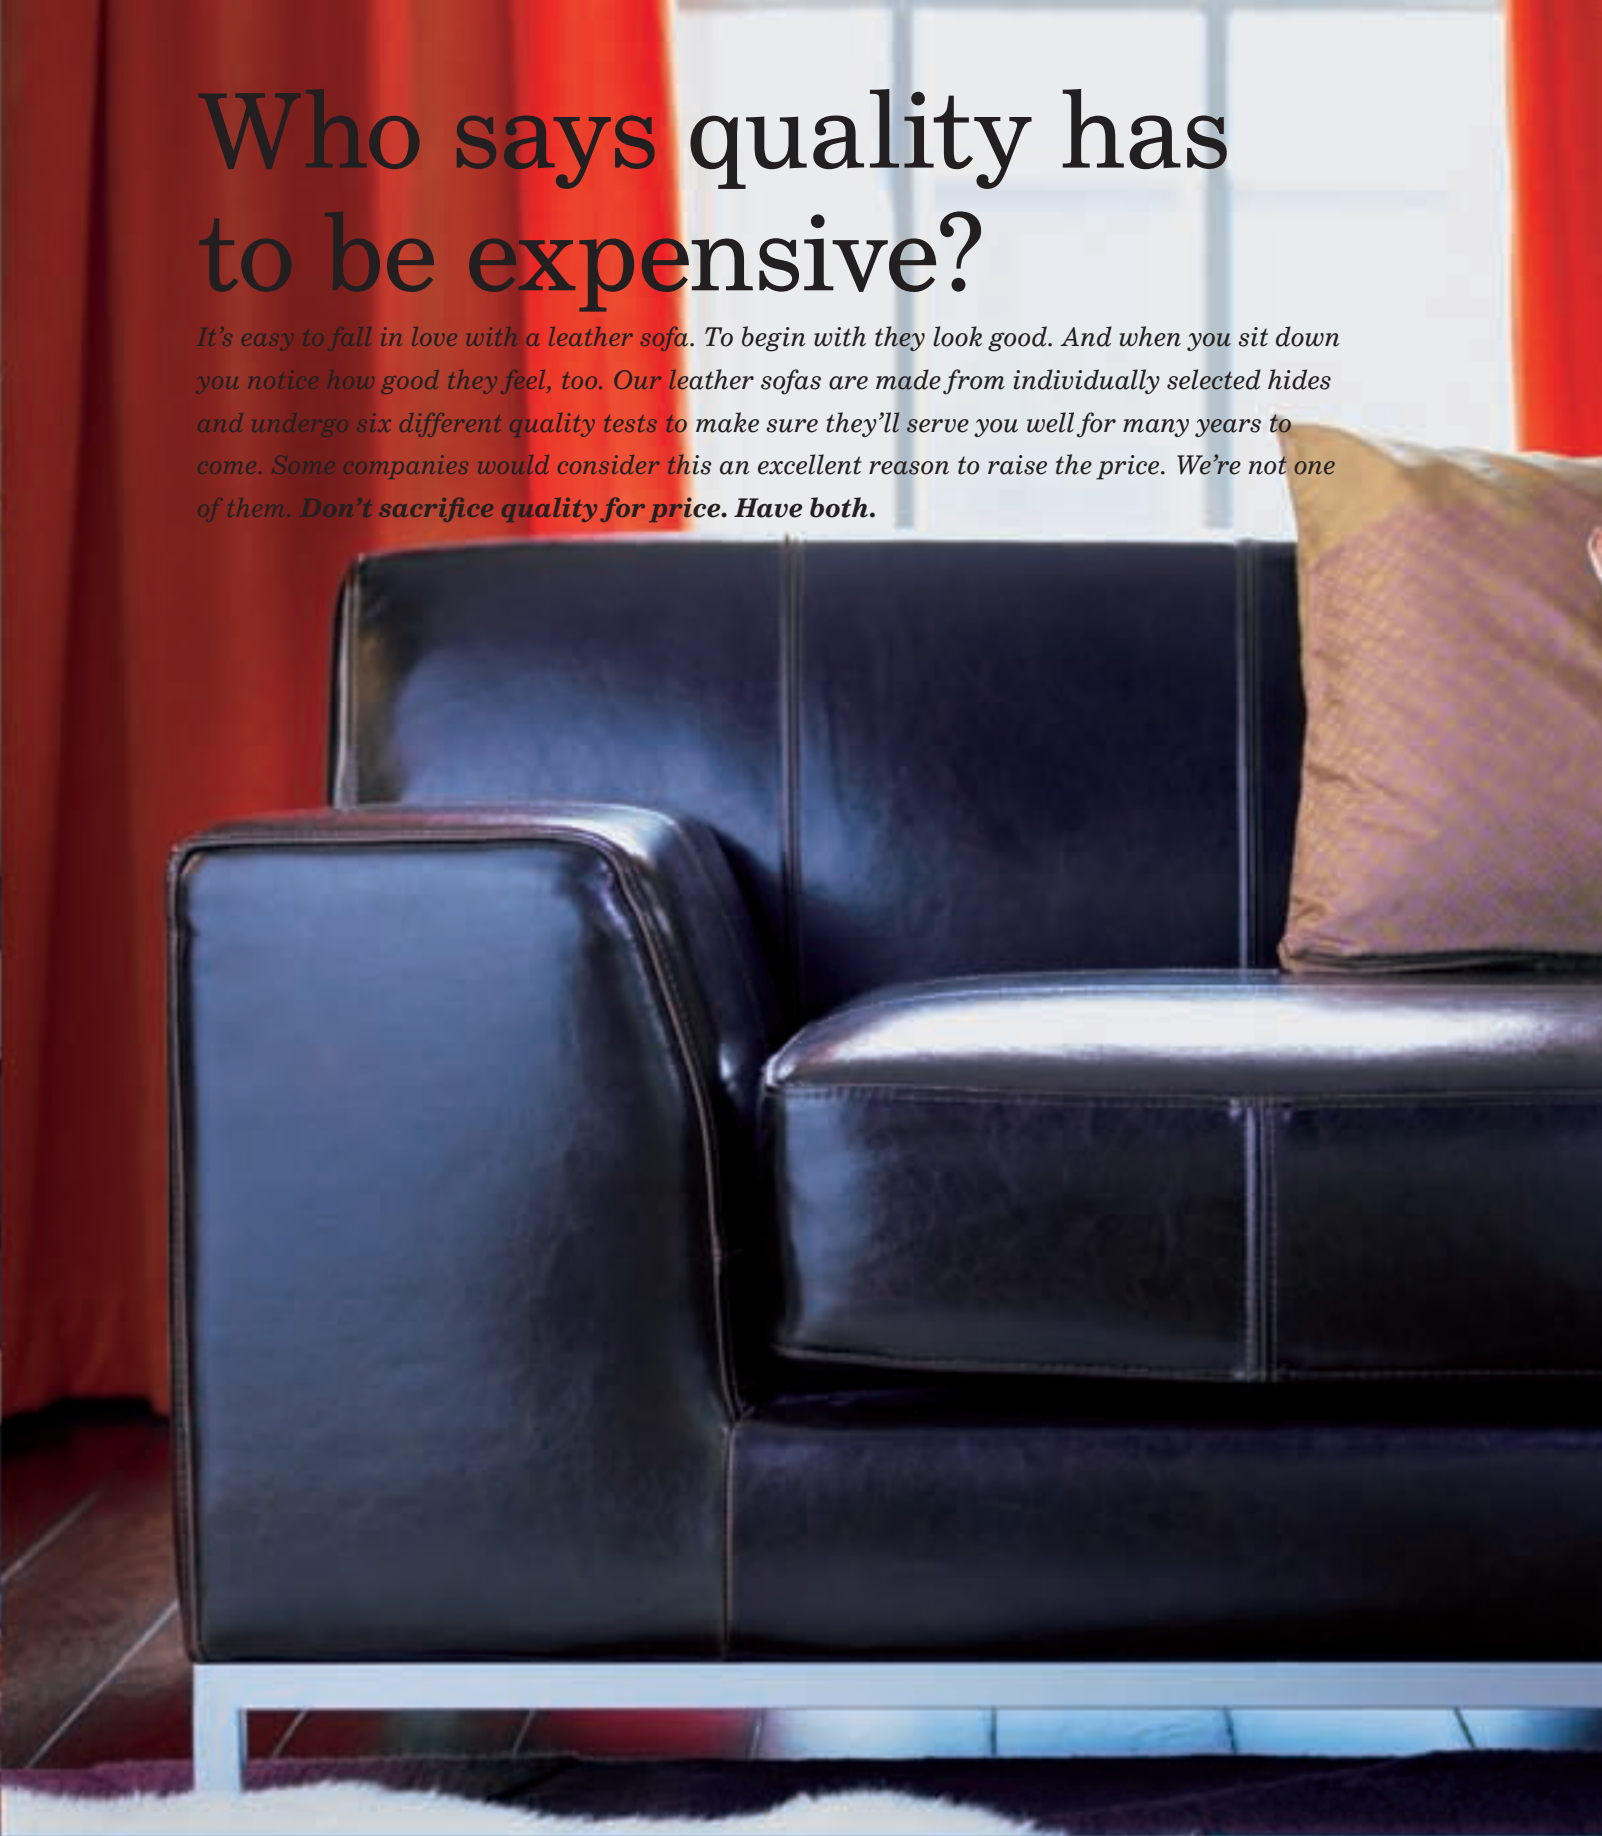 Who says quality has
to be expensive?
It’s easy to fall in love with a leather sofa. To begin with they look good. And when you sit down
you notice how good they feel, too. Our leather sofas are made from individually selected hides
and undergo six different quality tests to make sure they’ll serve you well for many years to
come. Some companies would consider this an excellent reason to raise the price. We’re not one
of them. Don’t sacrifice quality for price. Have both.